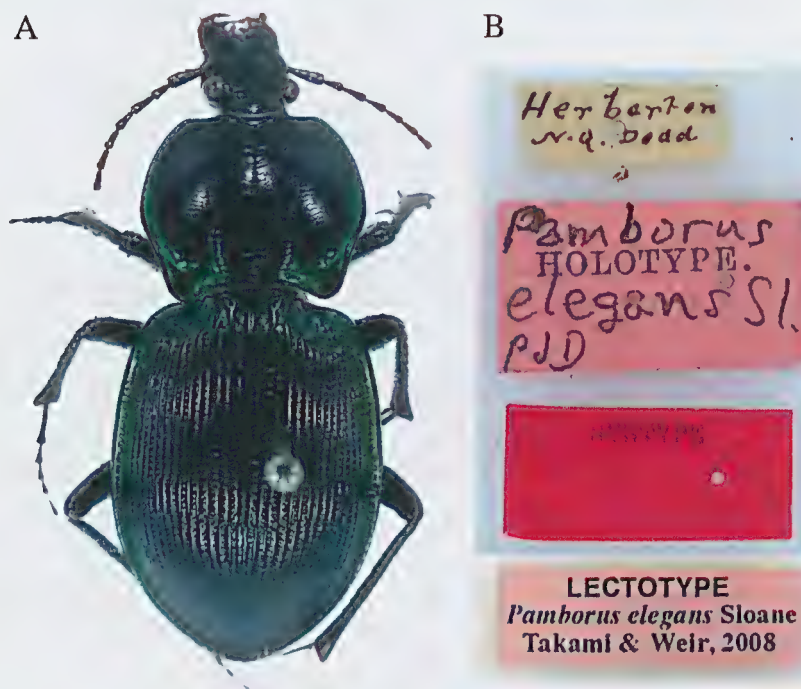 A
B
Herberton
N.Q. Dodd
Pamborus
HOLOTYPE.
elegans Sl.
PJD
LECTOTYPE
Pamborus elegans Sloane
Takami & Weir, 2008